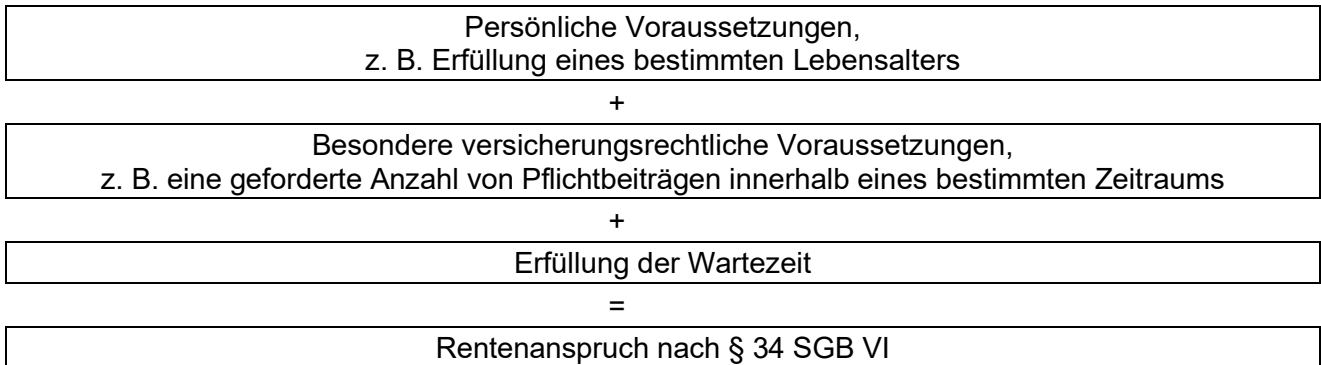 Persönliche Voraussetzungen,
z. B. Erfüllung eines bestimmten Lebensalters
+
Besondere versicherungsrechtliche Voraussetzungen,
z. B. eine geforderte Anzahl von Pflichtbeiträgen innerhalb eines bestimmten Zeitraums
+
Erfüllung der Wartezeit
=
Rentenanspruch nach § 34 SGB VI